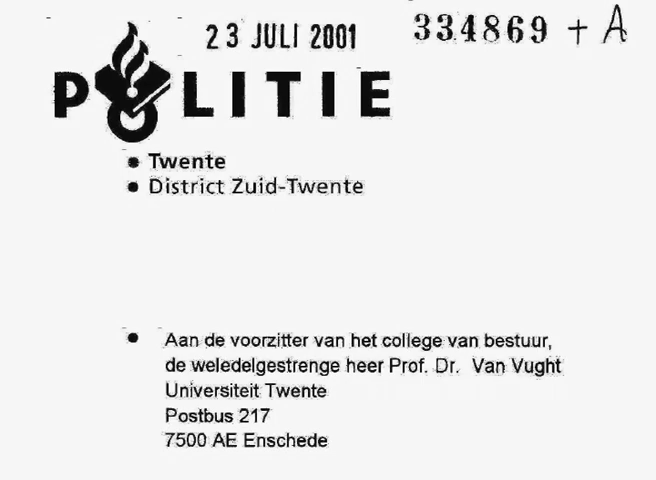 23 JULI 2001
334869 + A
POLITIE
Twente
District Zuid-Twente
Aan de voorzitter van het college van bestuur,
de weledelgestrenge heer Prof. Dr. Van Vught
Universiteit Twente
Postbus 217
7500 AE Enschede